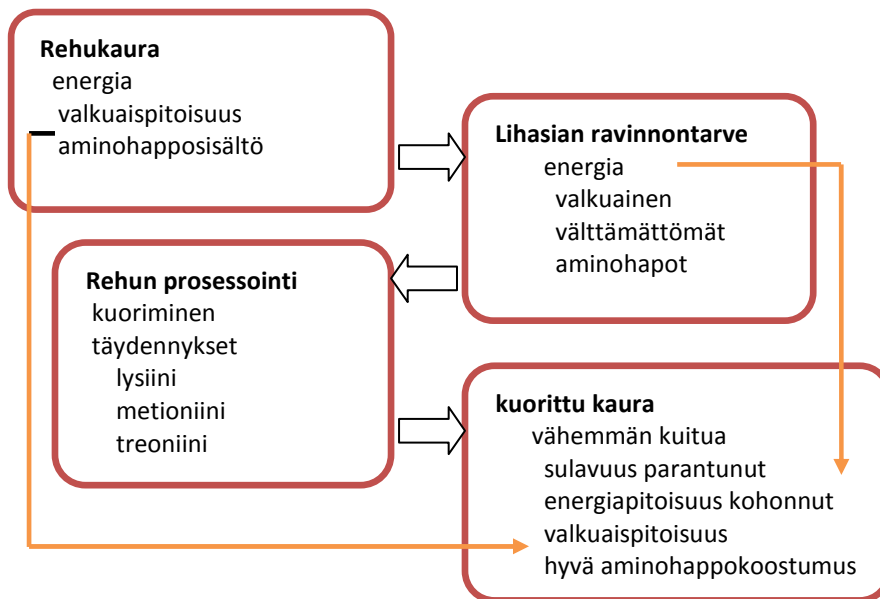 Rehukaura
energia
valkuaispitoisuus
aminohapposisältö
Lihasian ravinnontarve
energia
valkuainen
välttämättömät
aminohapot
Rehun prosessointi
kuoriminen
täydennykset
lysiini
metioniini
treoniini
kuorittu kaura
vähemmän kuitua
sulavuus parantunut
energiapitoisuus kohonnut
valkuaispitoisuus
hyvä aminohappokoostumus